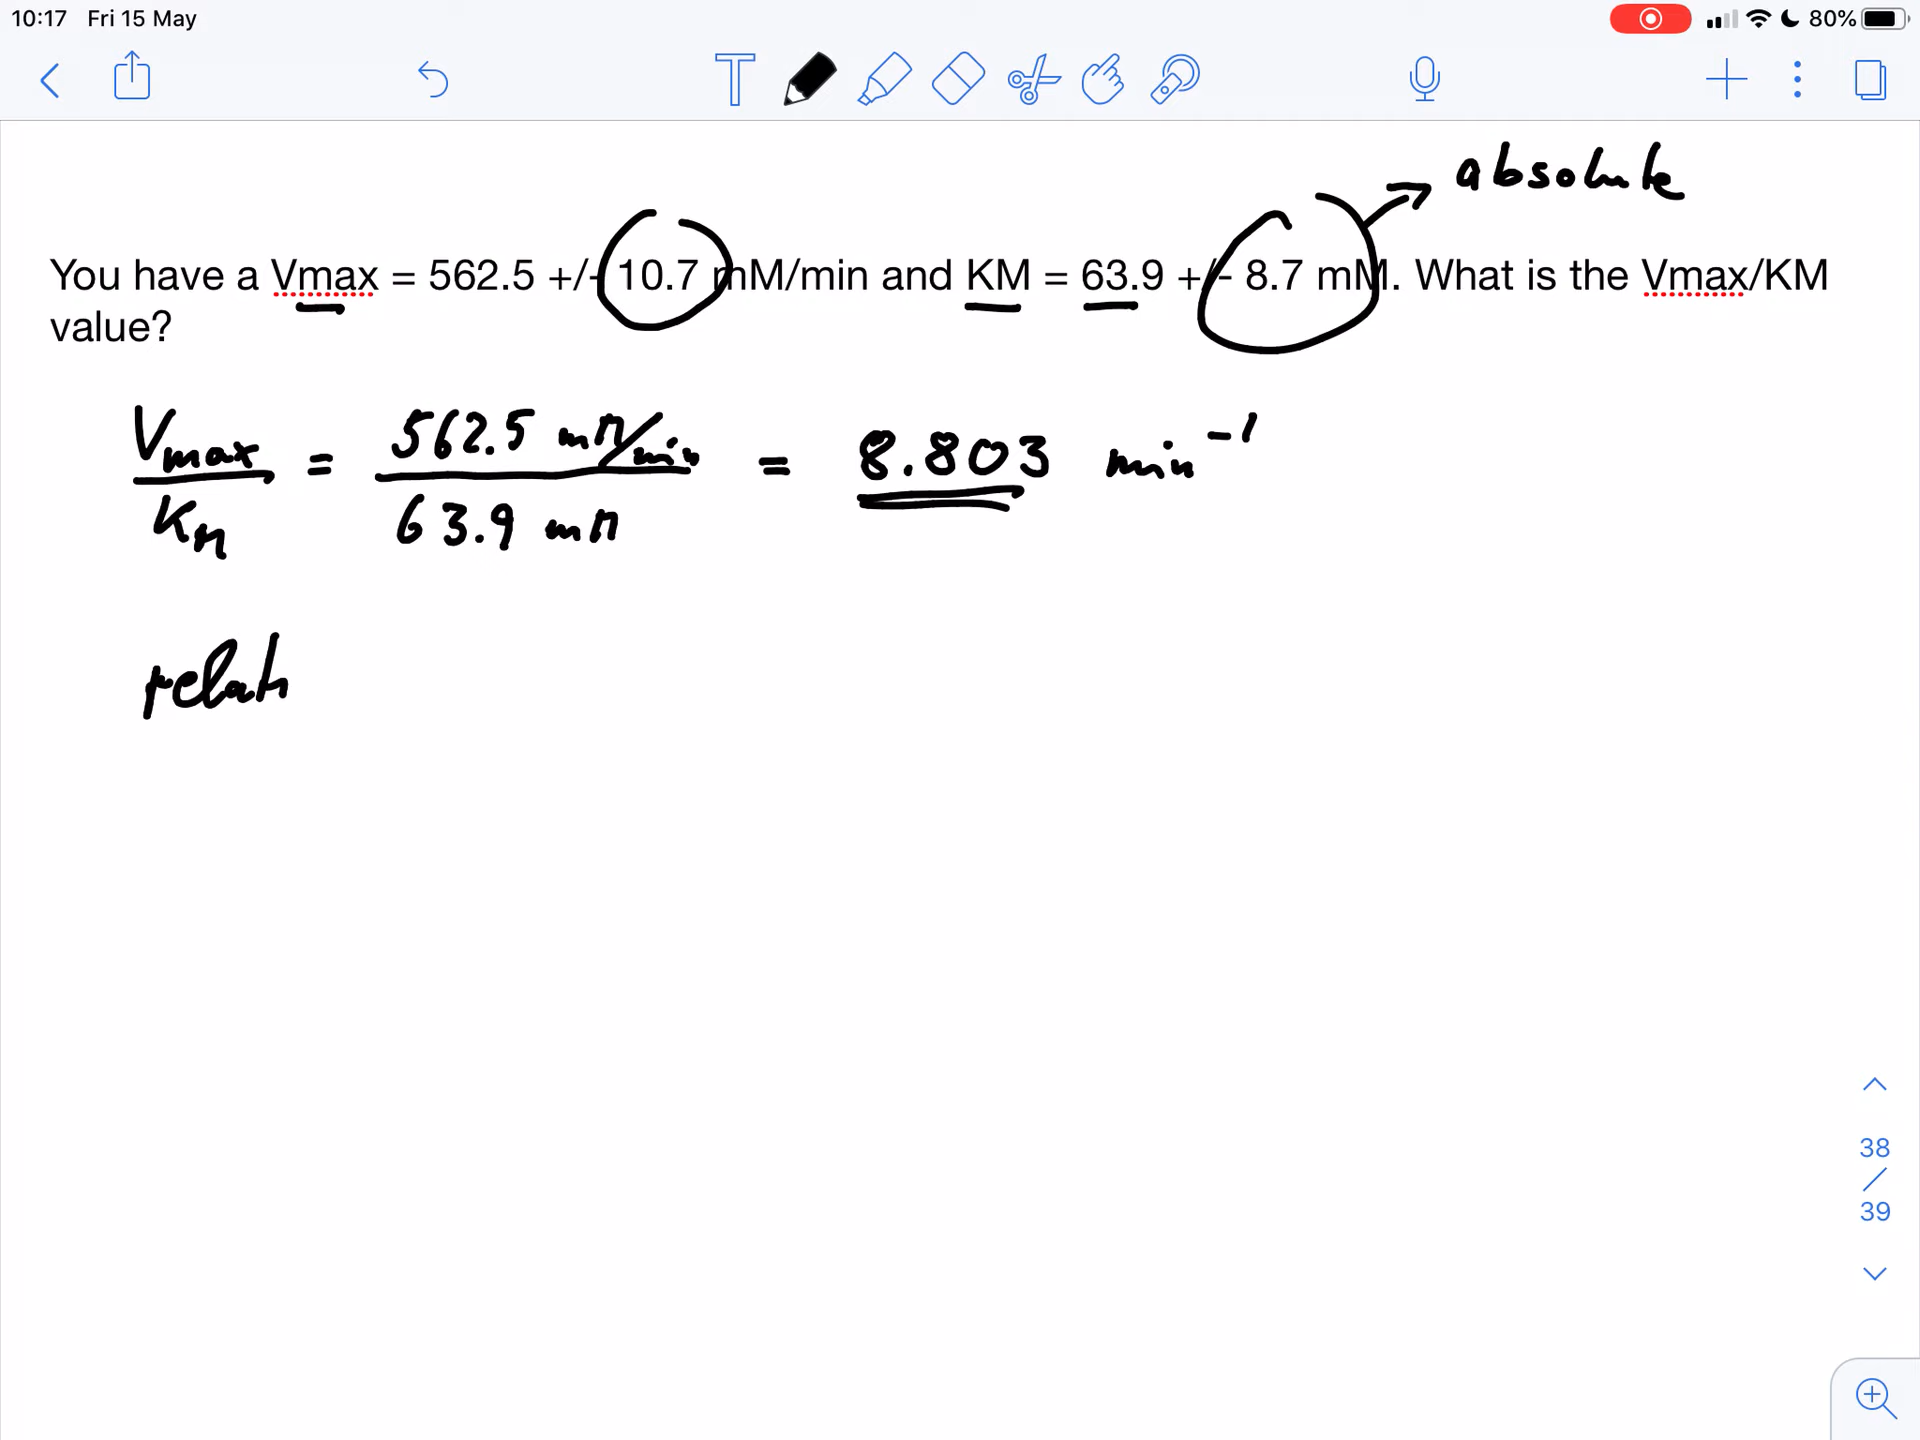 10:17 Fri 15 May 80%
absolute
You have a Vmax = 562.5 +/- 10.7 mM/min and KM = 63.9 +/- 8.7 mM. What is the Vmax/KM
value?
Vmax/KM = 562.5 mM/min / 63.9 mM = 8.803 min⁻¹
relati
38
/
39